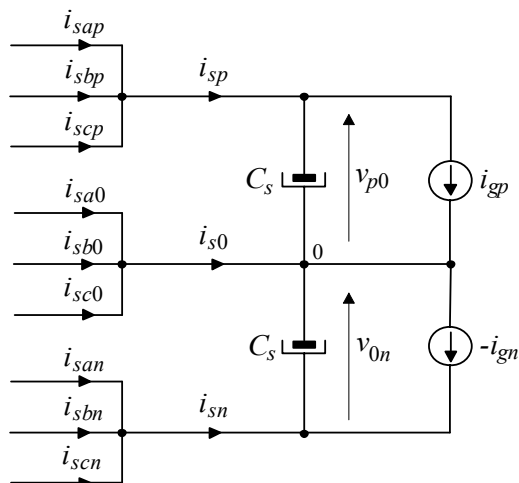 i_sap
i_sbp
i_sp
i_scp
C_s
v_p0
i_gp
i_sa0
i_sb0
i_s0
0
i_sc0
C_s
v_0n
-i_gn
i_san
i_sbn
i_sn
i_scn